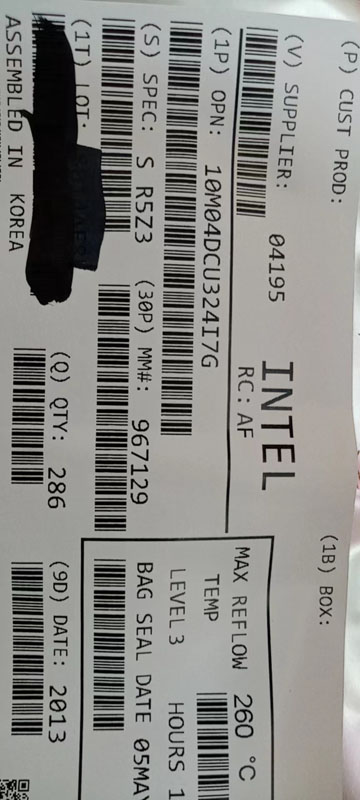 (P) CUST PROD:
(1B) BOX:
(V) SUPPLIER: 04195
INTEL
RC: AF
(1P) OPN: 10M04DCU324I7G
MAX REFLOW 260 °C
TEMP
LEVEL 3 HOURS 1
(S) SPEC: S R5Z3 (30P) MM#: 967129
BAG SEAL DATE 05MAY
(1T) LOT:
(Q) QTY: 286
(9D) DATE: 2013
ASSEMBLED IN KOREA